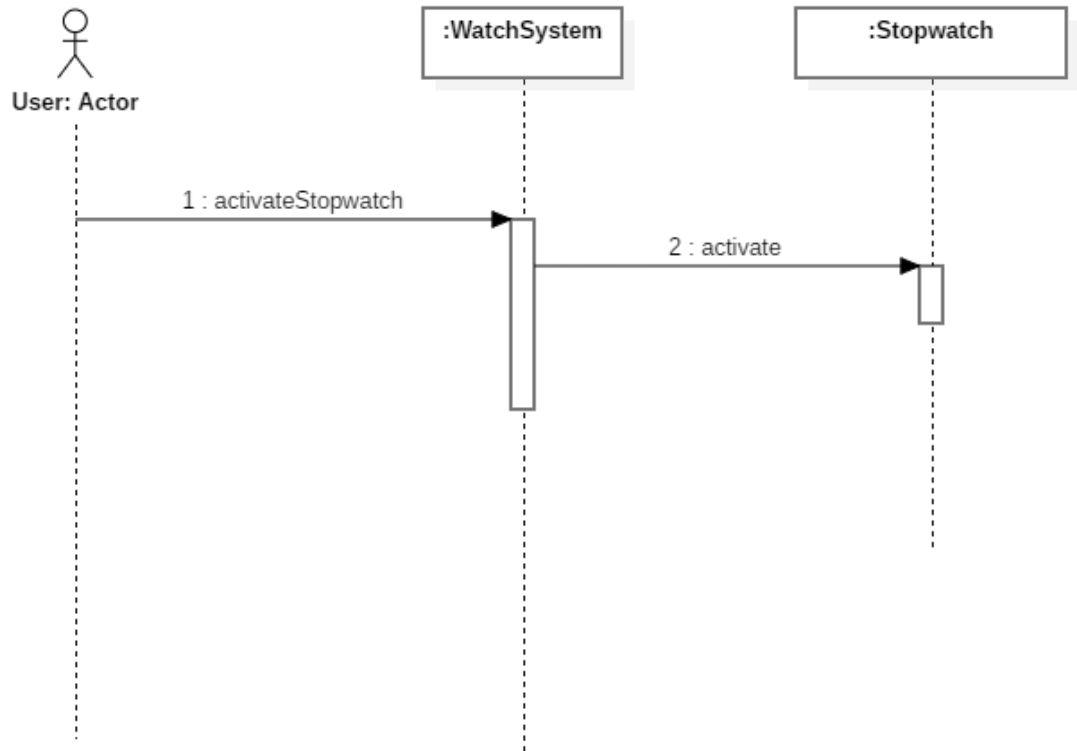 :WatchSystem
:Stopwatch
User: Actor
1 : activateStopwatch
2 : activate